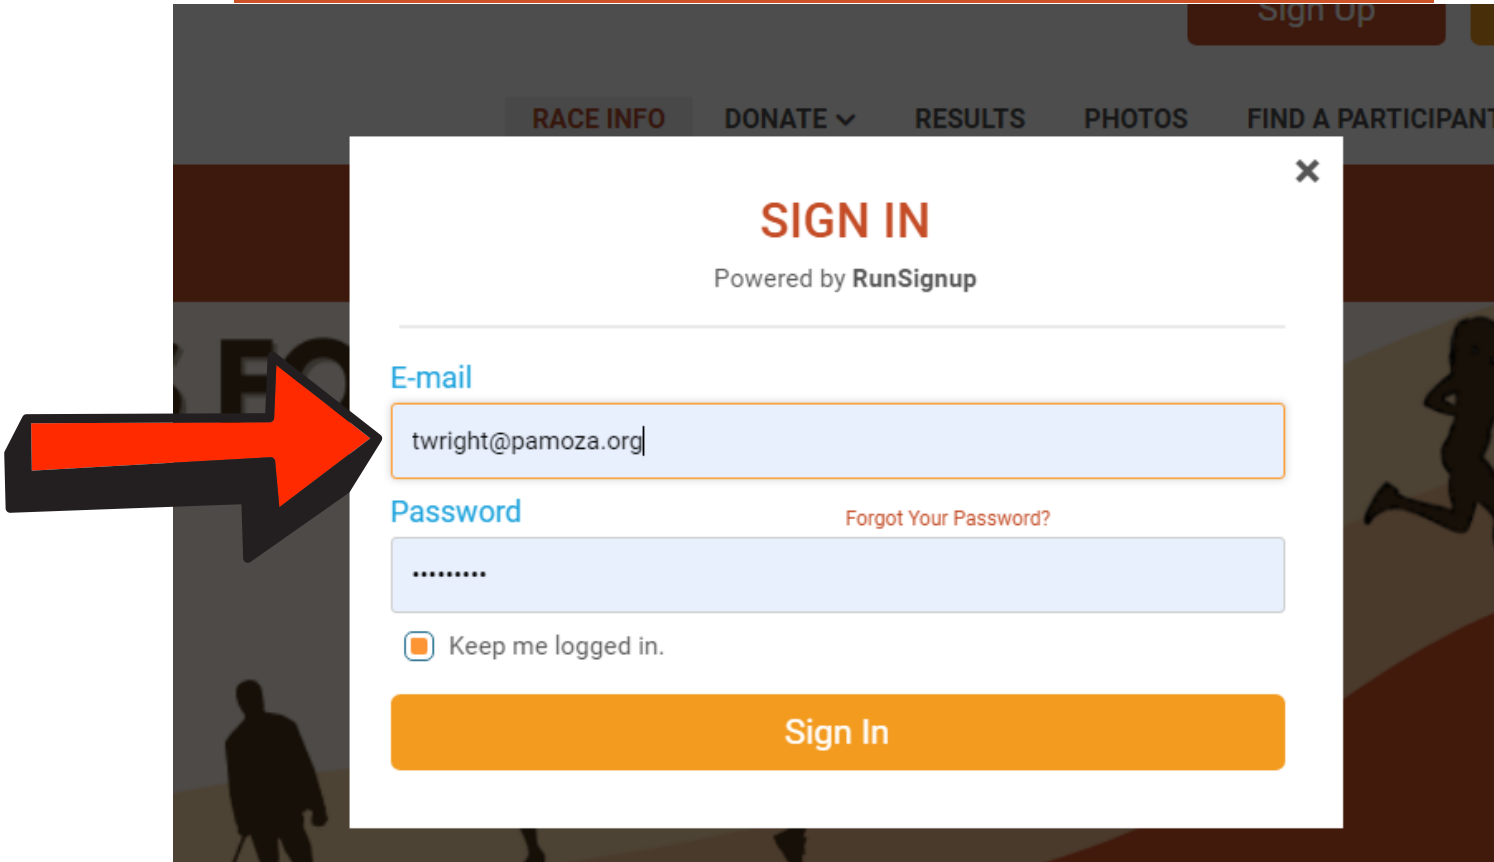 Sign Up
RACE INFO DONATE RESULTS PHOTOS FIND A PARTICIPANT
SIGN IN
Powered by RunSignup
FO
E-mail
twright@pamoza.org
Password Forgot Your Password?
•••••••••
Keep me logged in.
Sign In